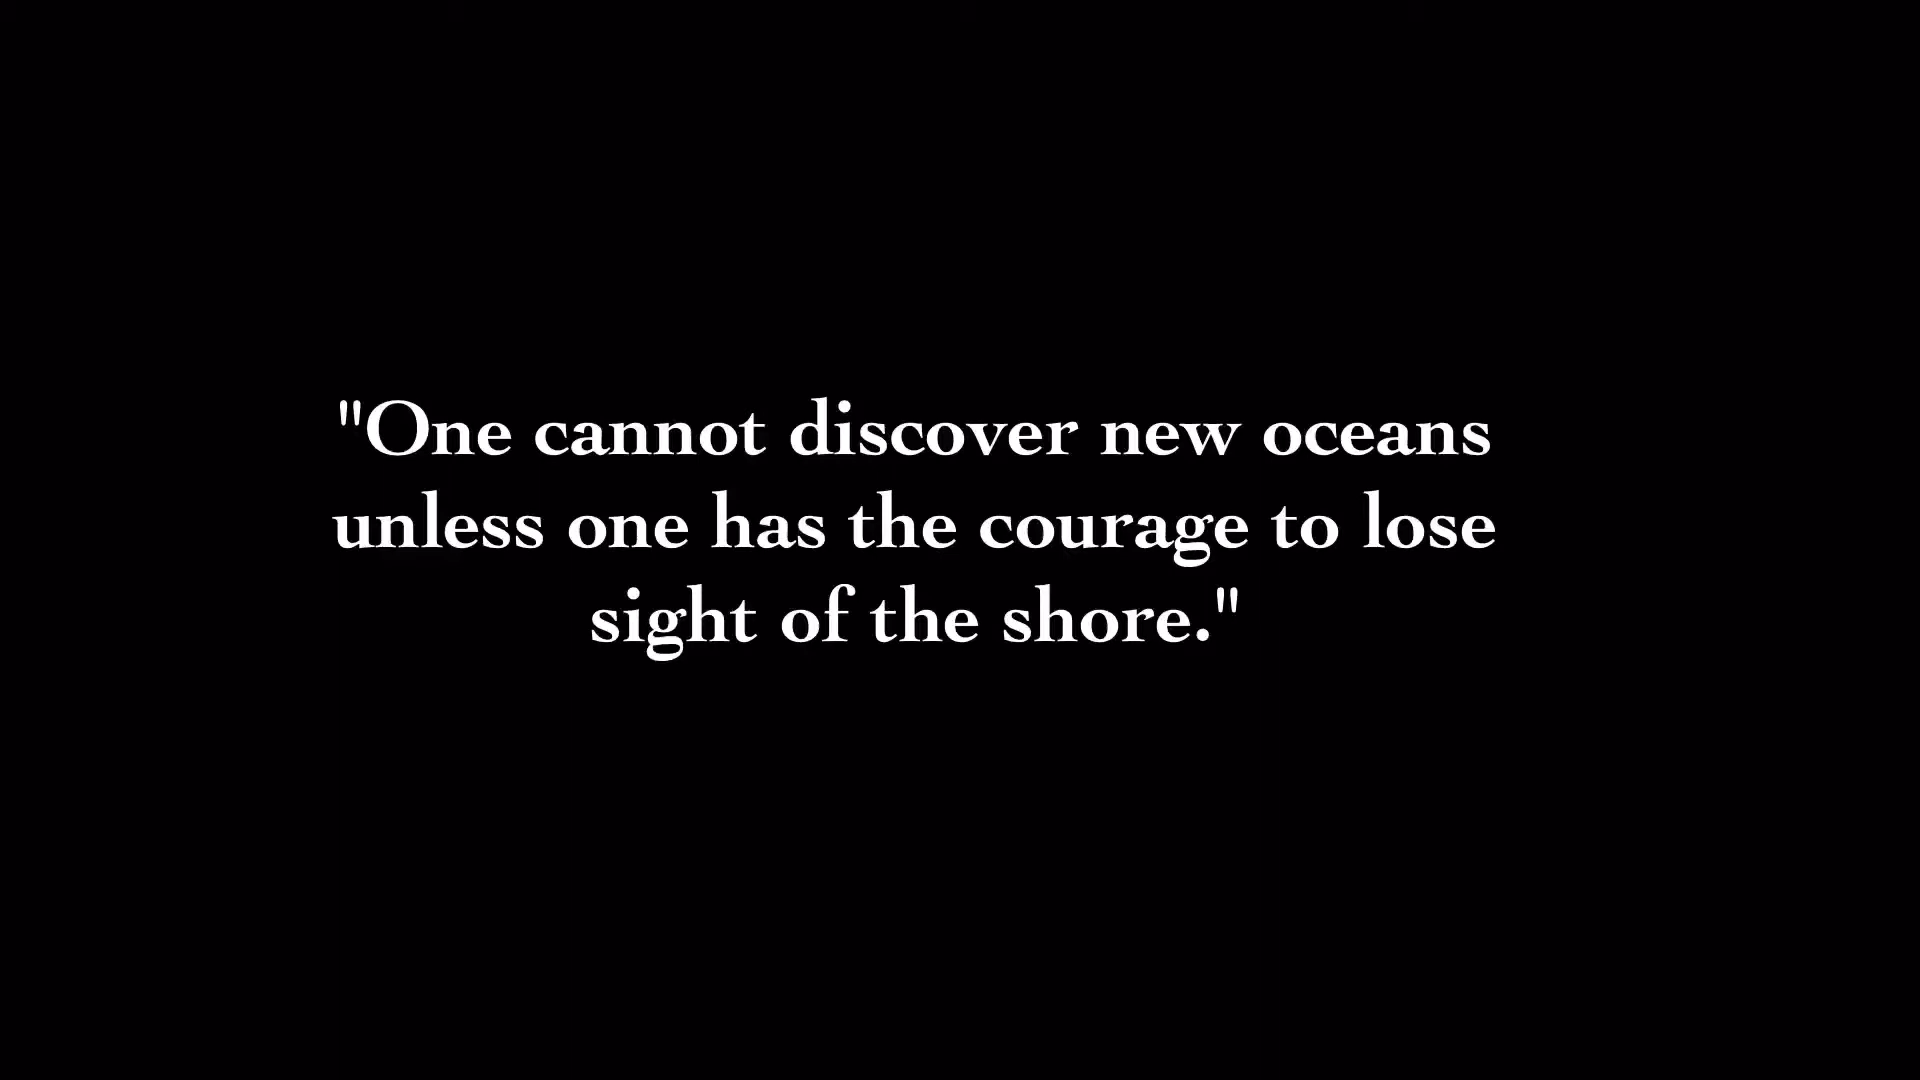 "One cannot discover new oceans
unless one has the courage to lose
sight of the shore."